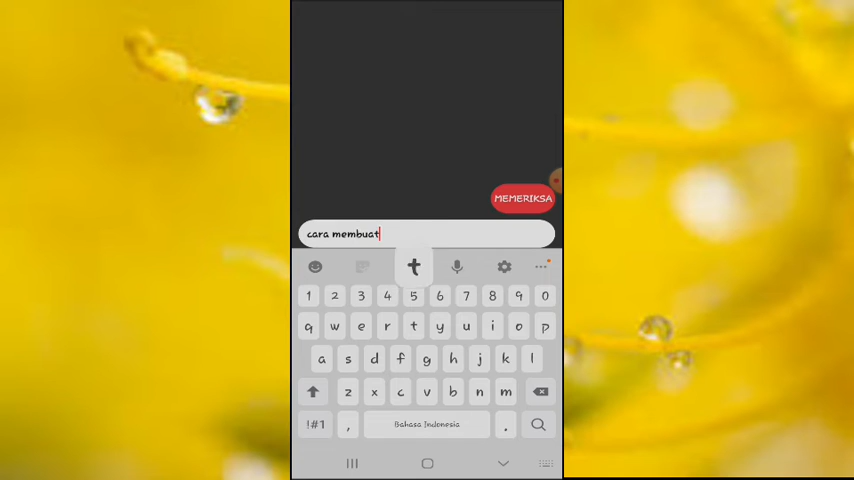 MEMERIKSA
cara membuat
t
1 2 3 4 5 6 7 8 9 0
q w e r t y u i o p
a s d f g h j k l
z x c v b n m
!#1 , Bahasa Indonesia .